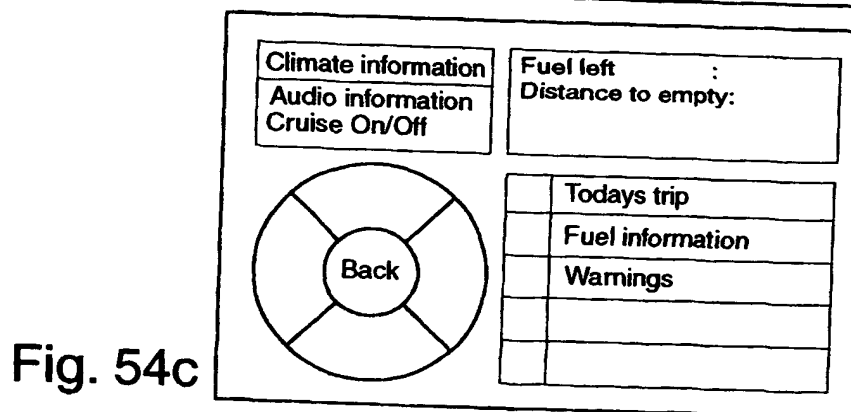 Climate information
Audio information
Cruise On/Off
Fuel left :
Distance to empty:
Back
Todays trip
Fuel information
Warnings
Fig. 54c